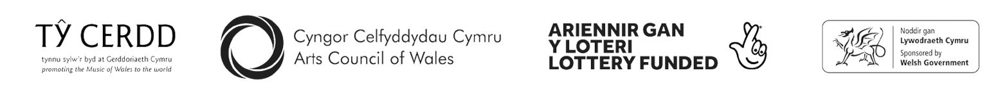 TŶ CERDD
tynnu sylw'r byd at Gerddoriaeth Cymru
promoting the Music of Wales to the world
Cyngor Celfyddydau Cymru
Arts Council of Wales
ARIENNIR GAN
Y LOTERI
LOTTERY FUNDED
Noddir gan
Lywodraeth Cymru
Sponsored by
Welsh Government